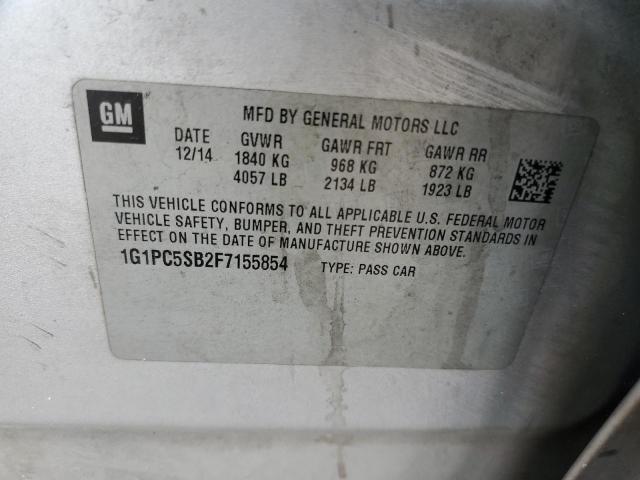 GM
MFD BY GENERAL MOTORS LLC
DATE GVWR GAWR FRT GAWR RR
12/14 1840 KG 968 KG 872 KG
4057 LB 2134 LB 1923 LB
THIS VEHICLE CONFORMS TO ALL APPLICABLE U.S. FEDERAL MOTOR
VEHICLE SAFETY, BUMPER, AND THEFT PREVENTION STANDARDS IN
EFFECT ON THE DATE OF MANUFACTURE SHOWN ABOVE.
1G1PC5SB2F7155854 TYPE: PASS CAR